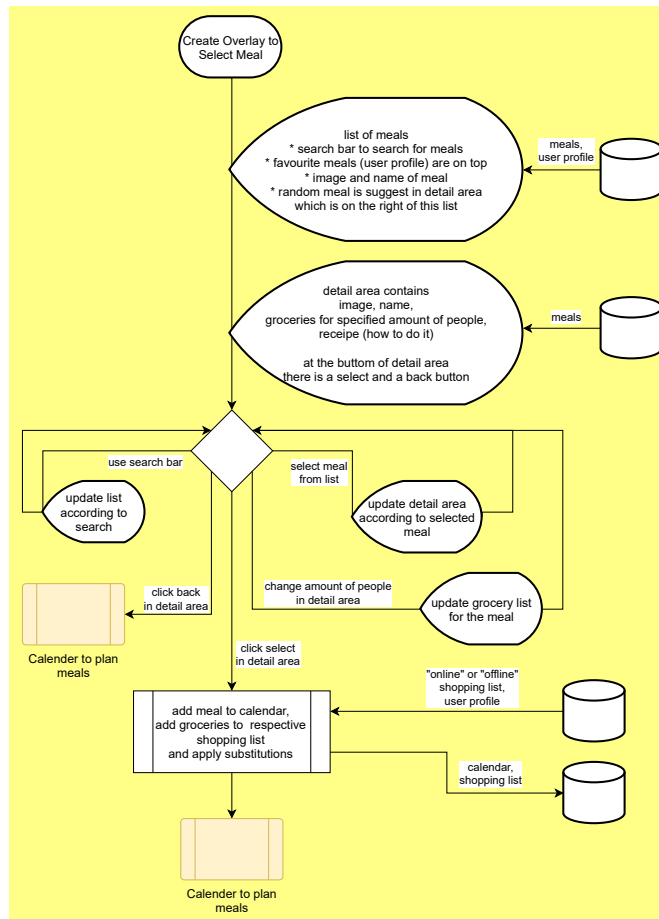 Create Overlay to
Select Meal
list of meals
* search bar to search for meals
* favourite meals (user profile) are on top
* image and name of meal
* random meal is suggest in detail area
which is on the right of this list
meals,
user profile
detail area contains
image, name,
groceries for specified amount of people,
receipe (how to do it)
at the buttom of detail area
there is a select and a back button
meals
use search bar
select meal
from list
update list
according to
search
update detail area
according to selected
meal
click back
in detail area
change amount of people
in detail area
update grocery list
for the meal
Calender to plan
meals
click select
in detail area
"online" or "offline"
shopping list,
user profile
add meal to calendar,
add groceries to respective
shopping list
and apply substitutions
calendar,
shopping list
Calender to plan
meals